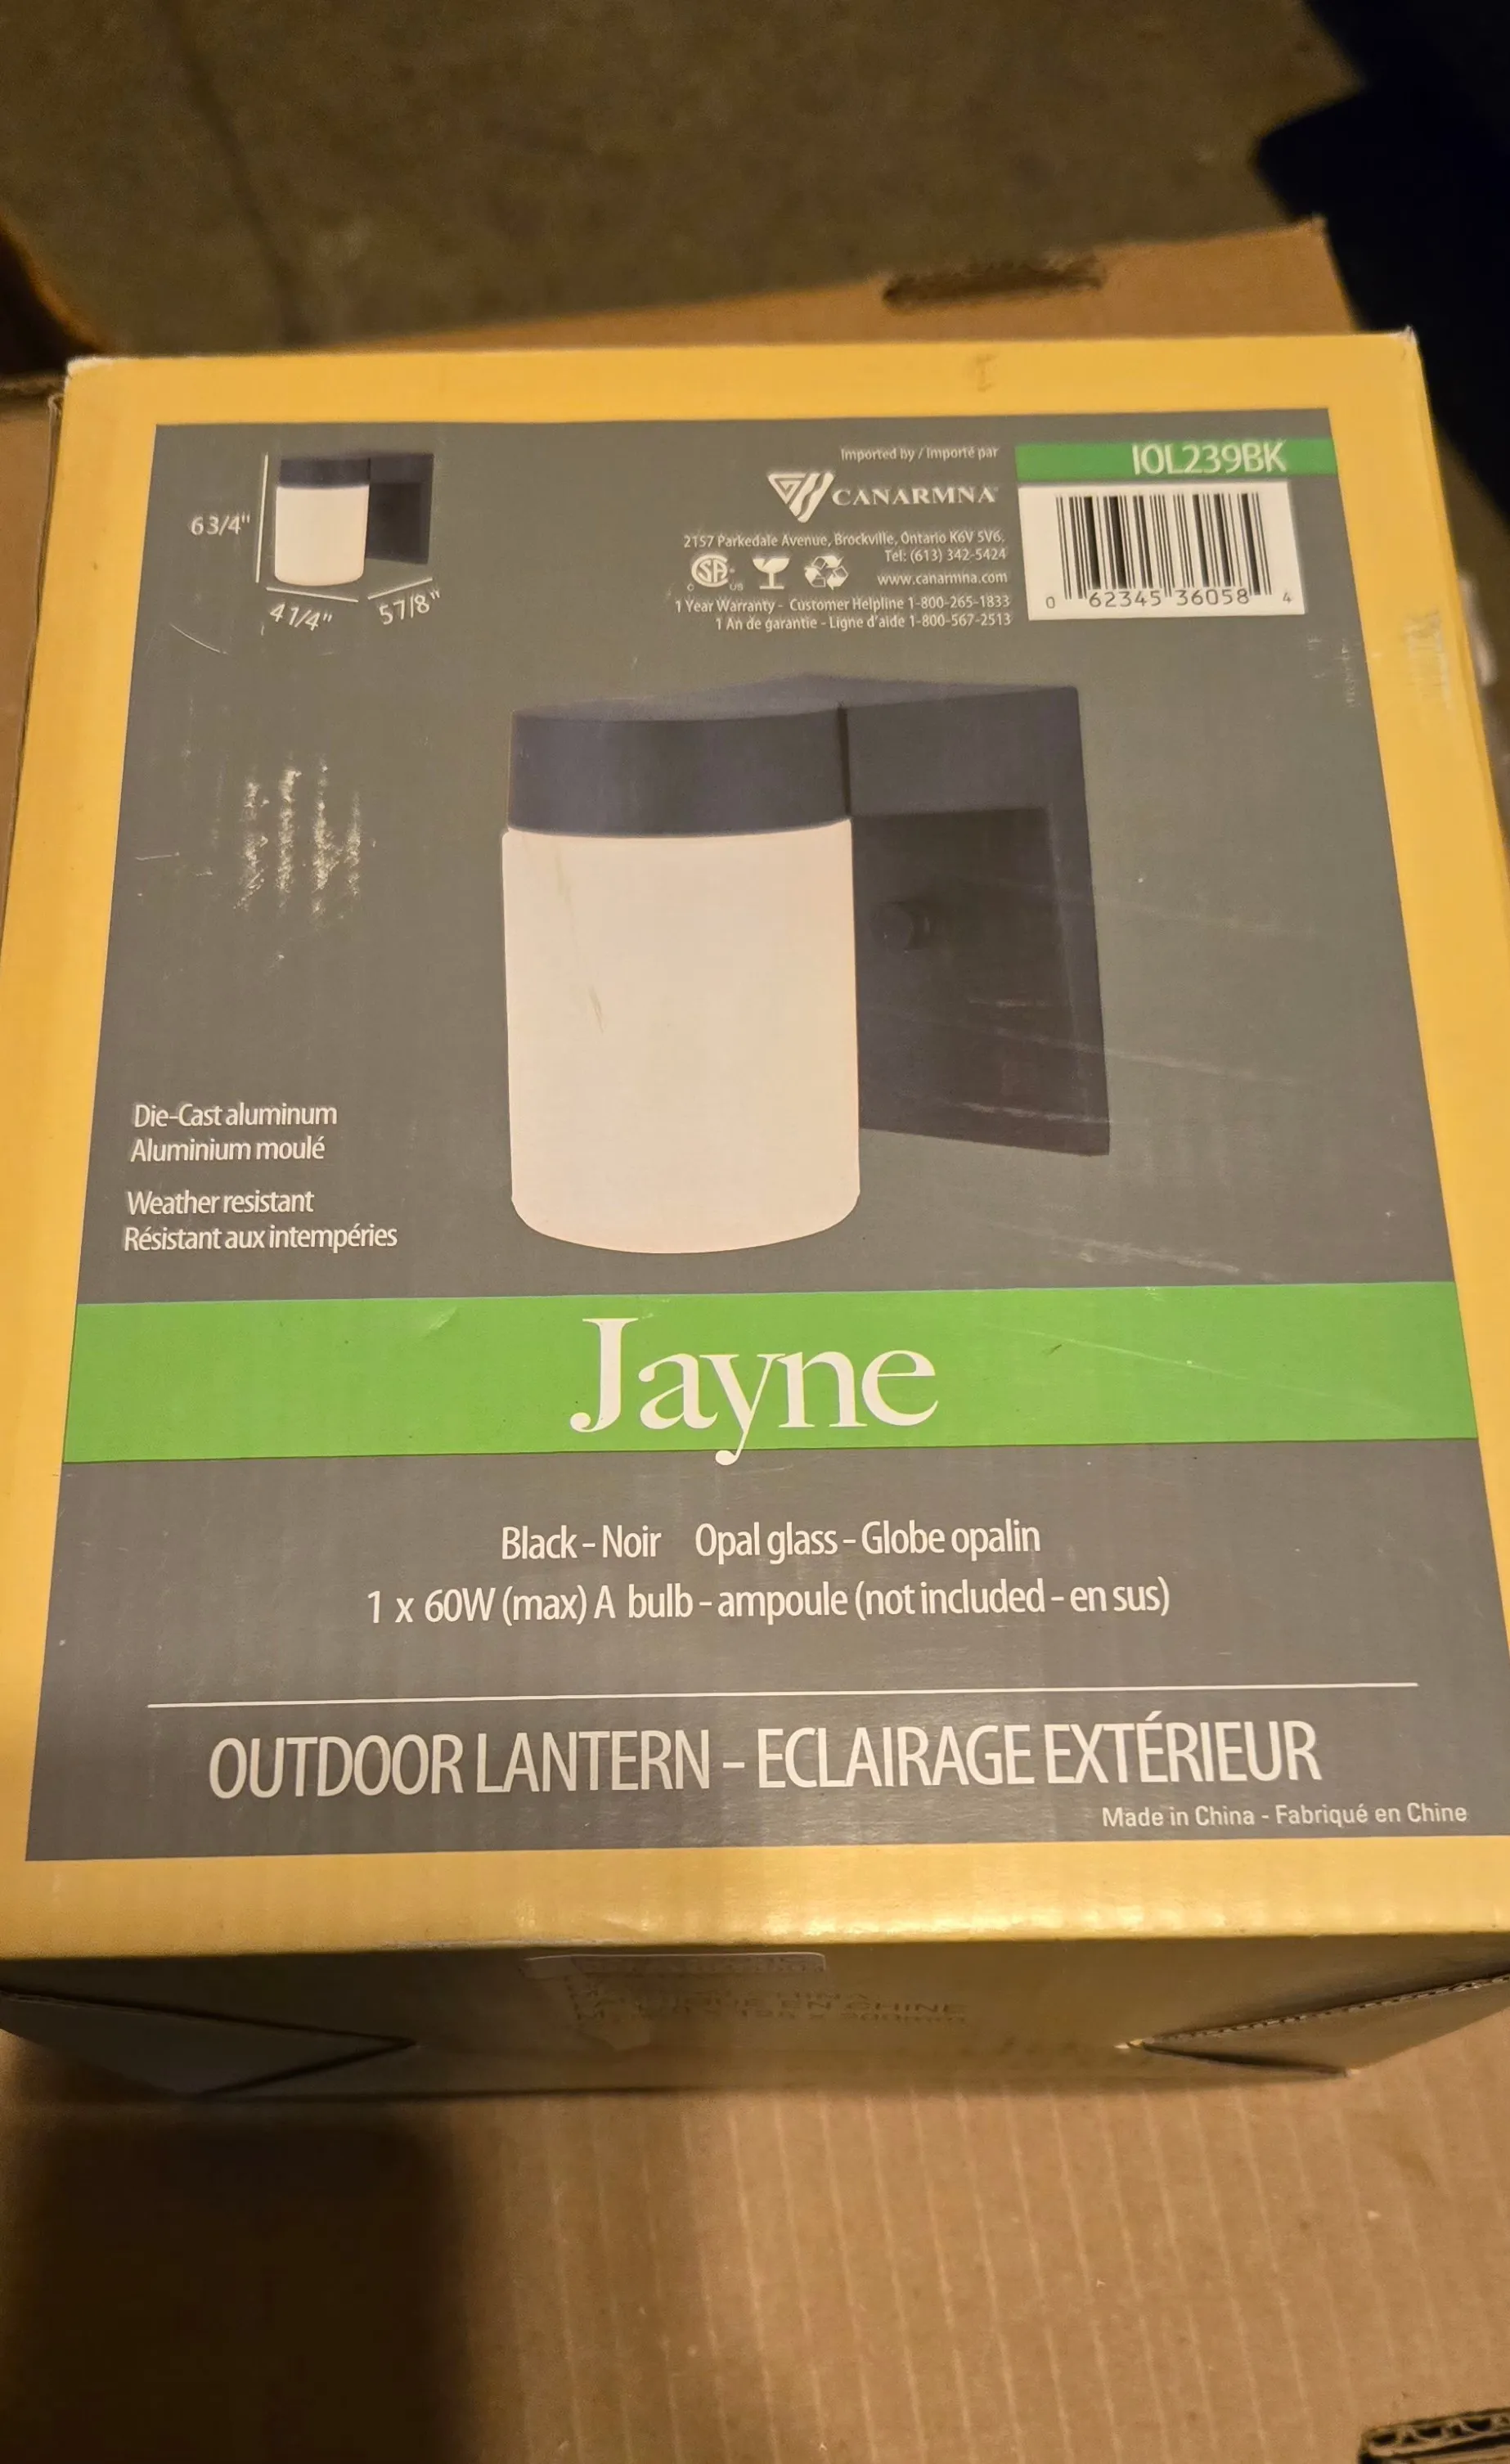 6 3/4"
4 1/4"
5 7/8"
Imported by / Importé par
CANARMNA
2157 Parkedale Avenue, Brockville, Ontario K6V 5V6.
Tel: (613) 342-5424
www.canarmna.com
1 Year Warranty - Customer Helpline 1-800-265-1833
1 An de garantie - Ligne d'aide 1-800-567-2513
IOL239BK
0 62345 36058 4
Die-Cast aluminum
Aluminium moulé
Weather resistant
Résistant aux intempéries
Jayne
Black - Noir Opal glass - Globe opalin
1 x 60W (max) A bulb - ampoule (not included - en sus)
OUTDOOR LANTERN - ECLAIRAGE EXTÉRIEUR
Made in China - Fabriqué en Chine
EN CHINE